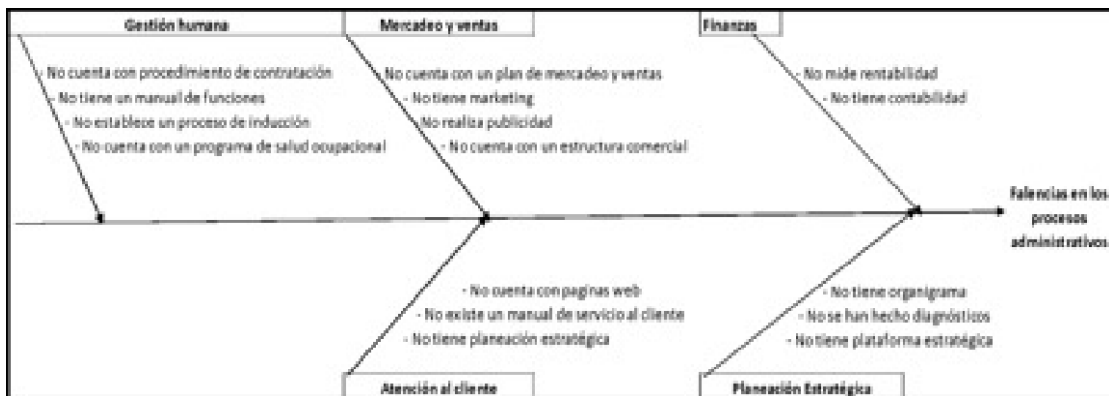 Gestión humana
Mercadeo y ventas
Finanzas
- No cuenta con procedimiento de contratación
- No tiene un manual de funciones
- No establece un proceso de inducción
- No cuenta con un programa de salud ocupacional
- No cuenta con un plan de mercadeo y ventas
- No tiene marketing
- No realiza publicidad
- No cuenta con un estructura comercial
- No mide rentabilidad
- No tiene contabilidad
Falencias en los
procesos
administrativos
- No cuenta con paginas web
- No existe un manual de servicio al cliente
- No tiene planeación estratégica
- No tiene organigrama
- No se han hecho diagnósticos
- No tiene plataforma estratégica
Atención al cliente
Planeación Estratégica